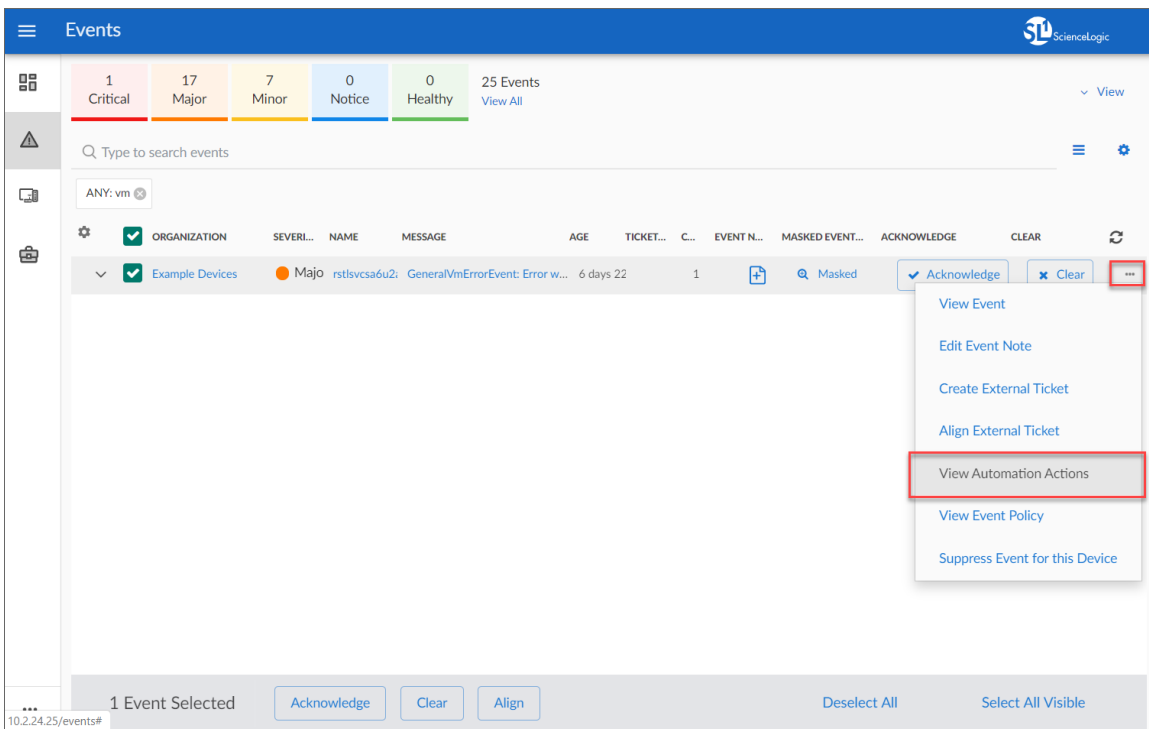 Events
SL1 ScienceLogic
1
Critical
17
Major
7
Minor
0
Notice
0
Healthy
25 Events
View All
View
Type to search events
ANY: vm
ORGANIZATION SEVERI... NAME MESSAGE AGE TICKET... C... EVENT N... MASKED EVENT... ACKNOWLEDGE CLEAR
Example Devices Majo rstlsvcsa6u2: GeneralVmErrorEvent: Error w... 6 days 22 1 Masked Acknowledge Clear ...
View Event
Edit Event Note
Create External Ticket
Align External Ticket
View Automation Actions
View Event Policy
Suppress Event for this Device
1 Event Selected Acknowledge Clear Align Deselect All Select All Visible
10.2.24.25/events#